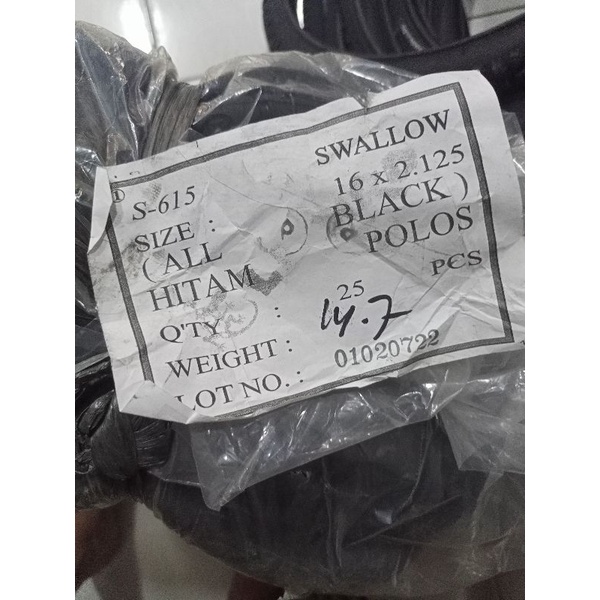 S-615 SWALLOW
SIZE : 16 x 2.125
( ALL BLACK )
HITAM POLOS
Q'TY : 25 PCS
WEIGHT : 14.7
LOT NO. : 01020722